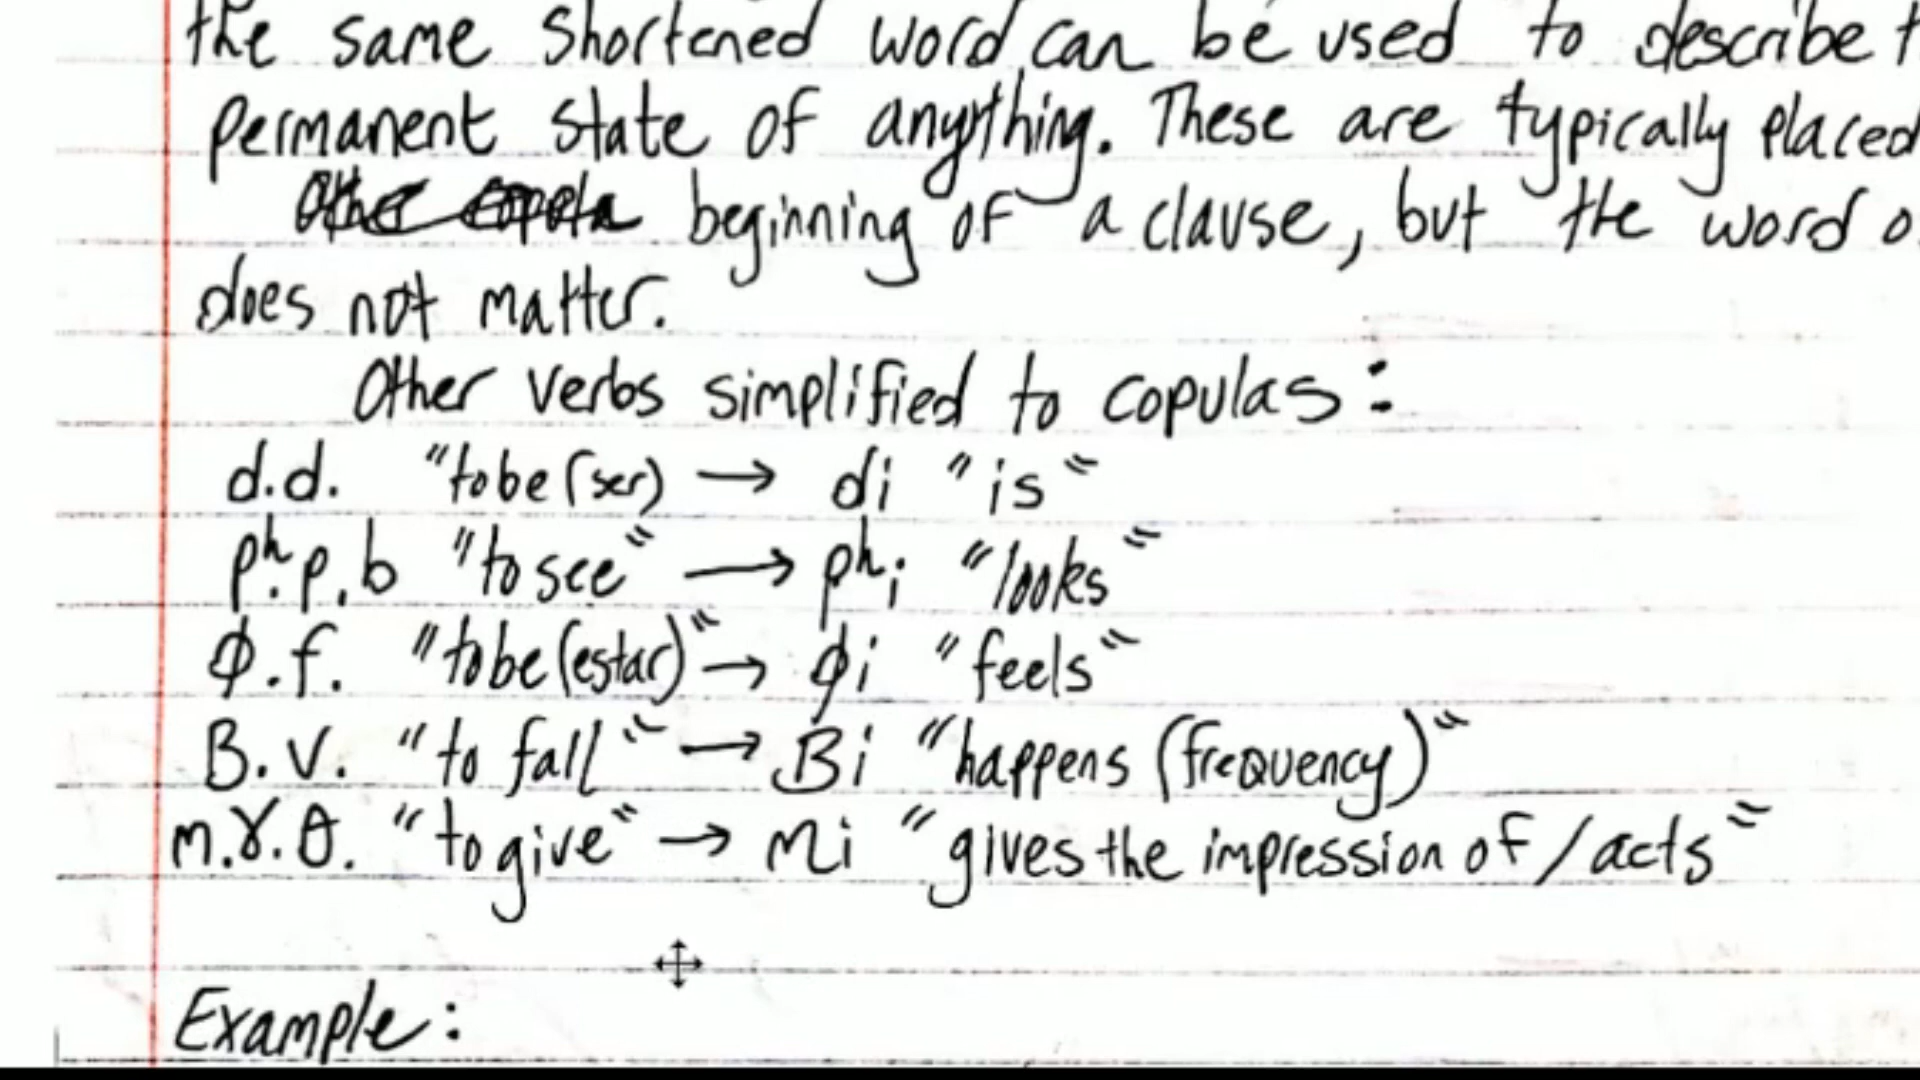 the same shortened word can be used to describe t
permanent state of anything. These are typically placed
beginning of a clause, but the word o
does not matter.
Other verbs simplified to copulas:
d.d. "to be (ser) → di "is"
pʰ.p.b "to see" → pʰi "looks"
ɸ.f. "to be (estar)" → ɸi "feels"
B.v. "to fall" → Bi "happens (frequency)"
m.ɣ.θ. "to give" → mi "gives the impression of / acts"
Example: